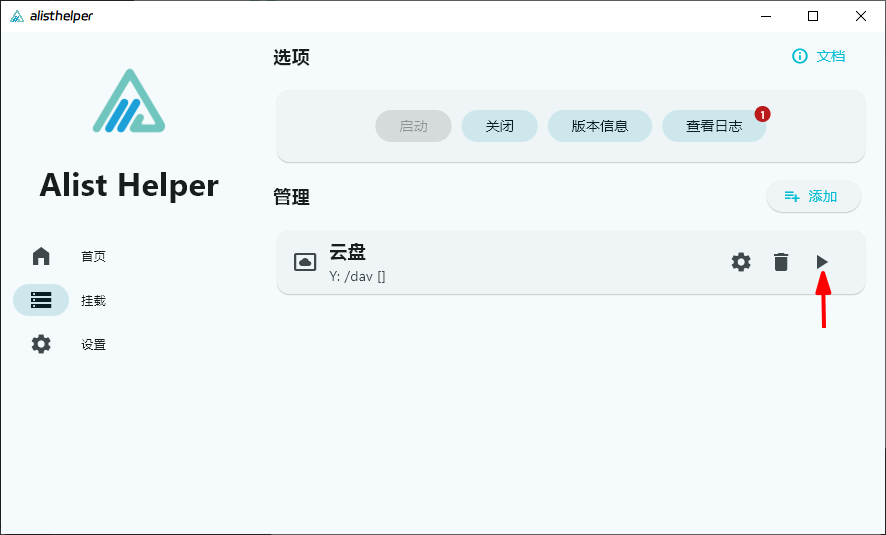 alisthelper
选项
文档
启动
关闭
版本信息
查看日志
1
Alist Helper
管理
添加
云盘
Y: /dav []
首页
挂载
设置